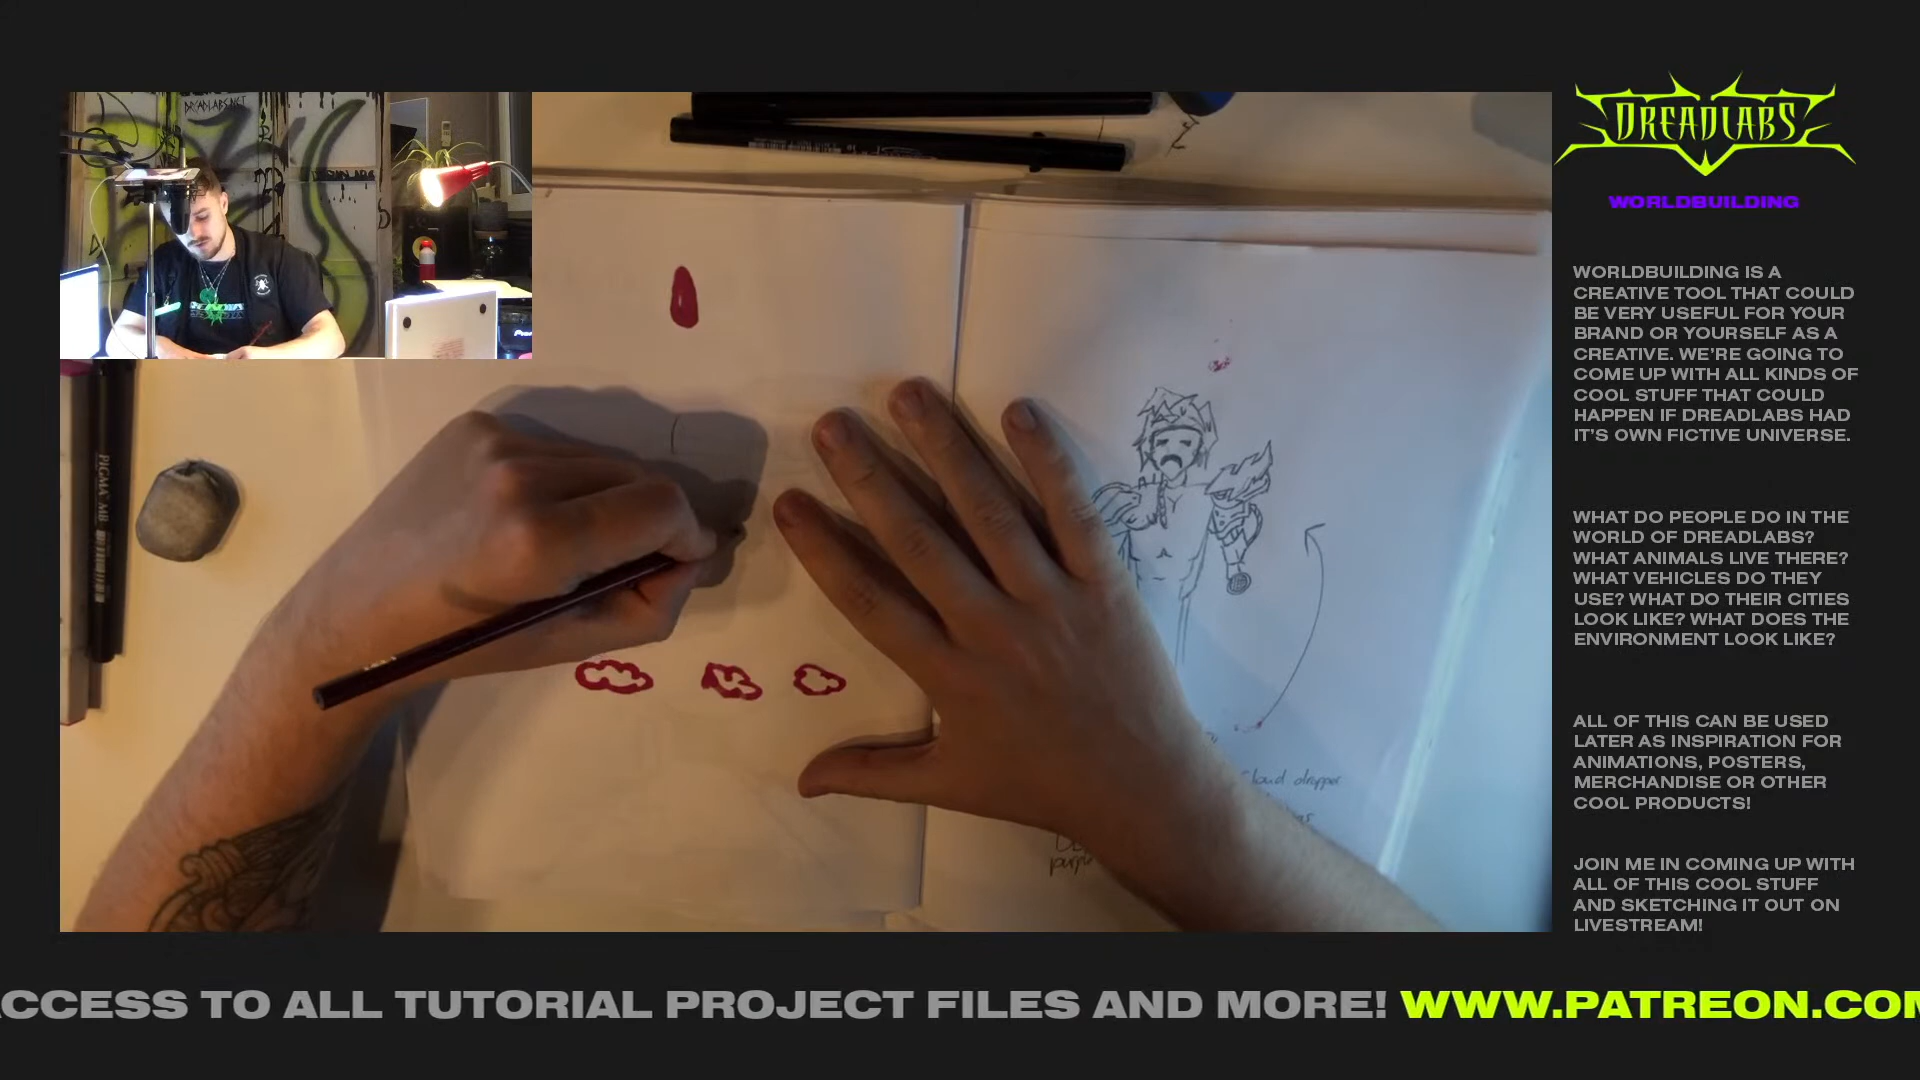 DREADLABS.NET
DREADLABS
WORLDBUILDING
WORLDBUILDING IS A
CREATIVE TOOL THAT COULD
BE VERY USEFUL FOR YOUR
BRAND OR YOURSELF AS A
CREATIVE. WE'RE GOING TO
COME UP WITH ALL KINDS OF
COOL STUFF THAT COULD
HAPPEN IF DREADLABS HAD
IT'S OWN FICTIVE UNIVERSE.
WHAT DO PEOPLE DO IN THE
WORLD OF DREADLABS?
WHAT ANIMALS LIVE THERE?
WHAT VEHICLES DO THEY
USE? WHAT DO THEIR CITIES
LOOK LIKE? WHAT DOES THE
ENVIRONMENT LOOK LIKE?
ALL OF THIS CAN BE USED
LATER AS INSPIRATION FOR
ANIMATIONS, POSTERS,
MERCHANDISE OR OTHER
COOL PRODUCTS!
JOIN ME IN COMING UP WITH
ALL OF THIS COOL STUFF
AND SKETCHING IT OUT ON
LIVESTREAM!
PIGMA MB
Cloud dropper
purple
CCESS TO ALL TUTORIAL PROJECT FILES AND MORE! WWW.PATREON.COM